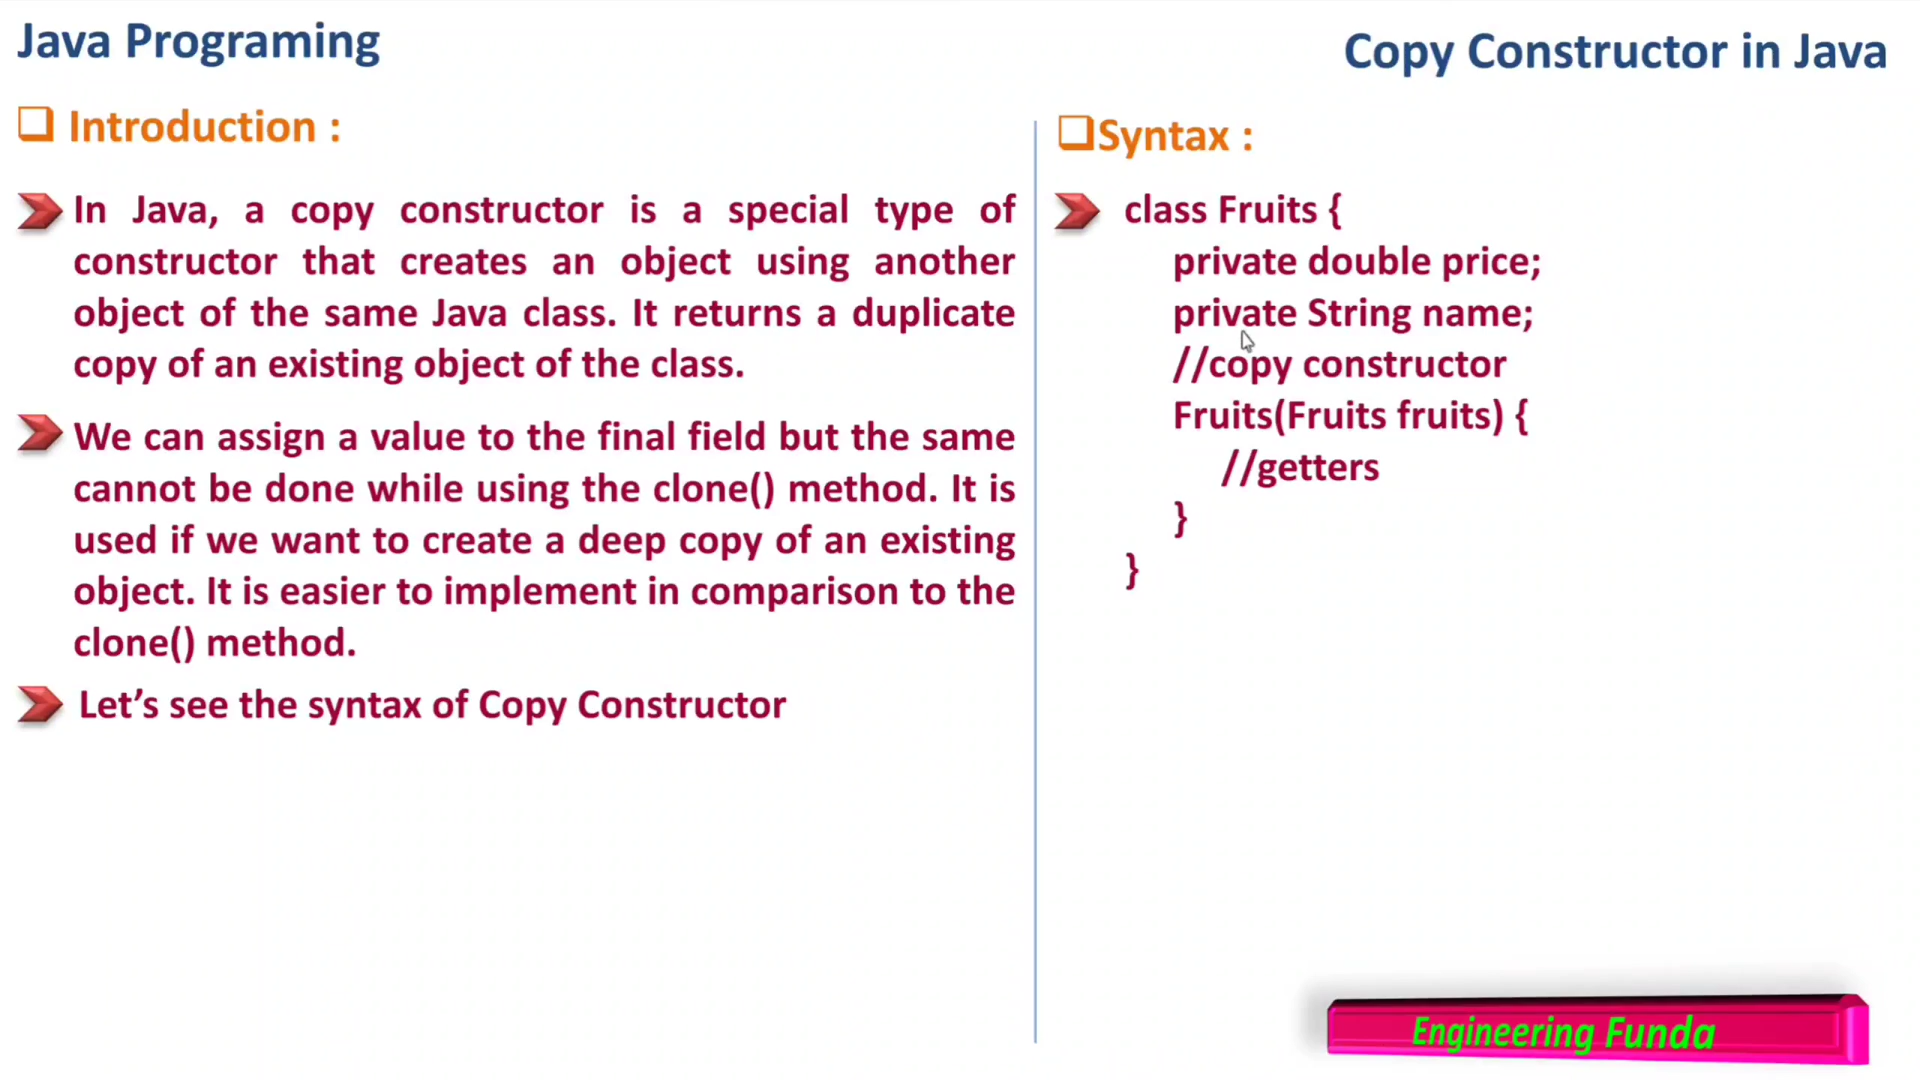 Java Programing
Copy Constructor in Java
Introduction :
In Java, a copy constructor is a special type of
constructor that creates an object using another
object of the same Java class. It returns a duplicate
copy of an existing object of the class.
We can assign a value to the final field but the same
cannot be done while using the clone() method. It is
used if we want to create a deep copy of an existing
object. It is easier to implement in comparison to the
clone() method.
Let’s see the syntax of Copy Constructor
Syntax :
class Fruits {
private double price;
private String name;
//copy constructor
Fruits(Fruits fruits) {
//getters
}
}
Engineering Funda